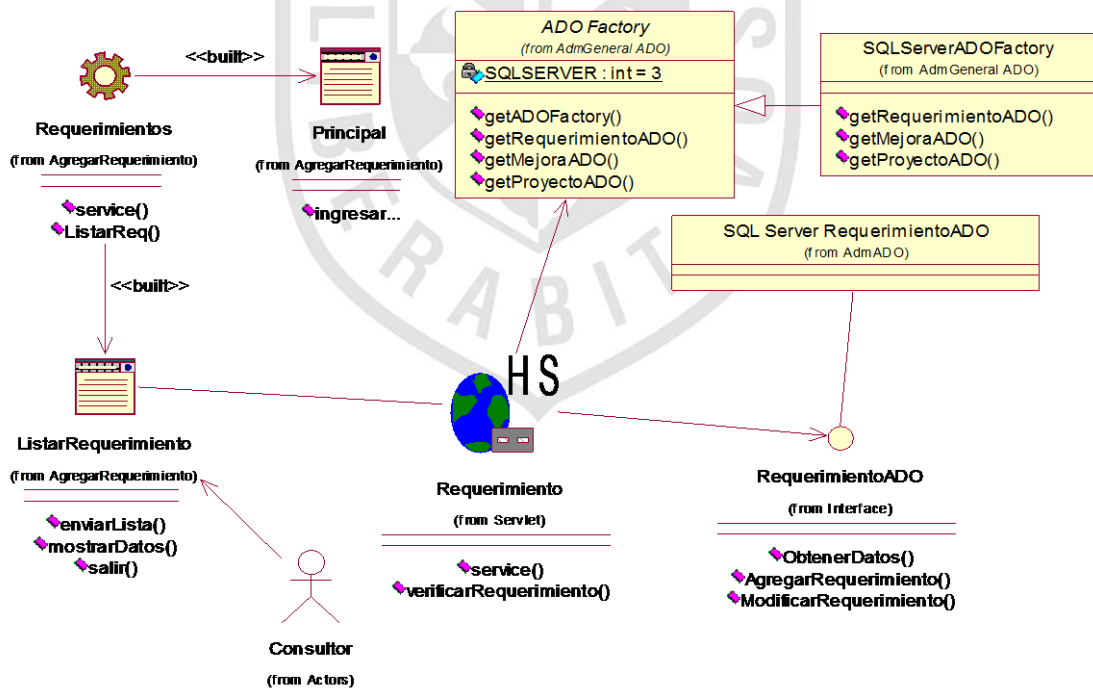 ADO Factory
(from AdmGeneral ADO)
SQLSERVER : int = 3
getADOFactory()
getRequerimientoADO()
getMejoraADO()
getProyectoADO()
SQLServerADOFactory
(from AdmGeneral ADO)
getRequerimientoADO()
getMejoraADO()
getProyectoADO()
<<built>>
Requerimientos
(from AgregarRequerimiento)
service()
ListarReq()
Principal
(from AgregarRequerimiento)
ingresar...
<<built>>
SQL Server RequerimientoADO
(from AdmADO)
HS
ListarRequerimiento
(from AgregarRequerimiento)
enviarLista()
mostrarDatos()
salir()
Requerimiento
(from Servlet)
service()
verificarRequerimiento()
RequerimientoADO
(from Interface)
ObtenerDatos()
AgregarRequerimiento()
ModificarRequerimiento()
Consultor
(from Actors)